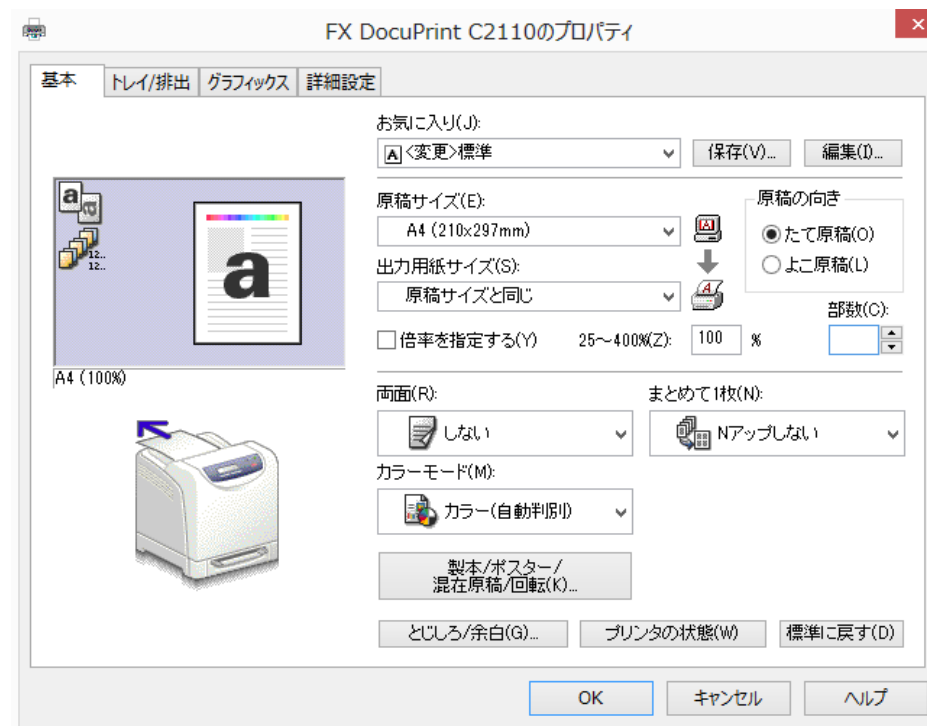 FX DocuPrint C2110のプロパティ
基本
トレイ/排出
グラフィックス
詳細設定
お気に入り(J):
A <変更>標準
保存(V)...
編集(I)...
原稿サイズ(E):
A4 (210x297mm)
原稿の向き
たて原稿(O)
よこ原稿(L)
出力用紙サイズ(S):
原稿サイズと同じ
部数(C):
倍率を指定する(Y)
25～400%(Z):
100
%
a
12..
12..
a
A4 (100%)
両面(R):
しない
まとめて1枚(N):
Nアップしない
カラーモード(M):
カラー(自動判別)
製本/ポスター/
混在原稿/回転(K)...
とじしろ/余白(G)...
プリンタの状態(W)
標準に戻す(D)
OK
キャンセル
ヘルプ